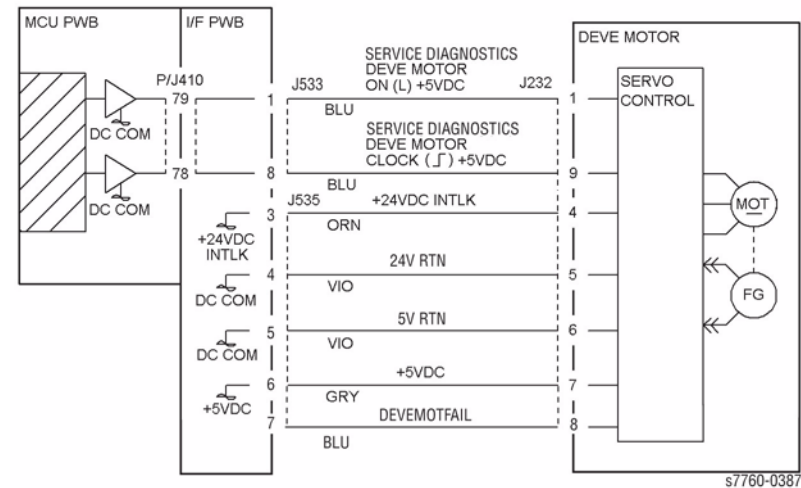 MCU PWB
I/F PWB
DEVE MOTOR
P/J410
J533
SERVICE DIAGNOSTICS
DEVE MOTOR
ON (L) +5VDC
J232
SERVO
CONTROL
79
1
1
BLU
DC COM
SERVICE DIAGNOSTICS
DEVE MOTOR
CLOCK (⎍) +5VDC
78
8
9
BLU
DC COM
J535
+24VDC INTLK
3
4
MOT
ORN
+24VDC
INTLK
24V RTN
4
5
VIO
DC COM
FG
5V RTN
5
6
VIO
DC COM
+5VDC
6
7
GRY
+5VDC
DEVEMOTFAIL
7
8
BLU
s7760-0387